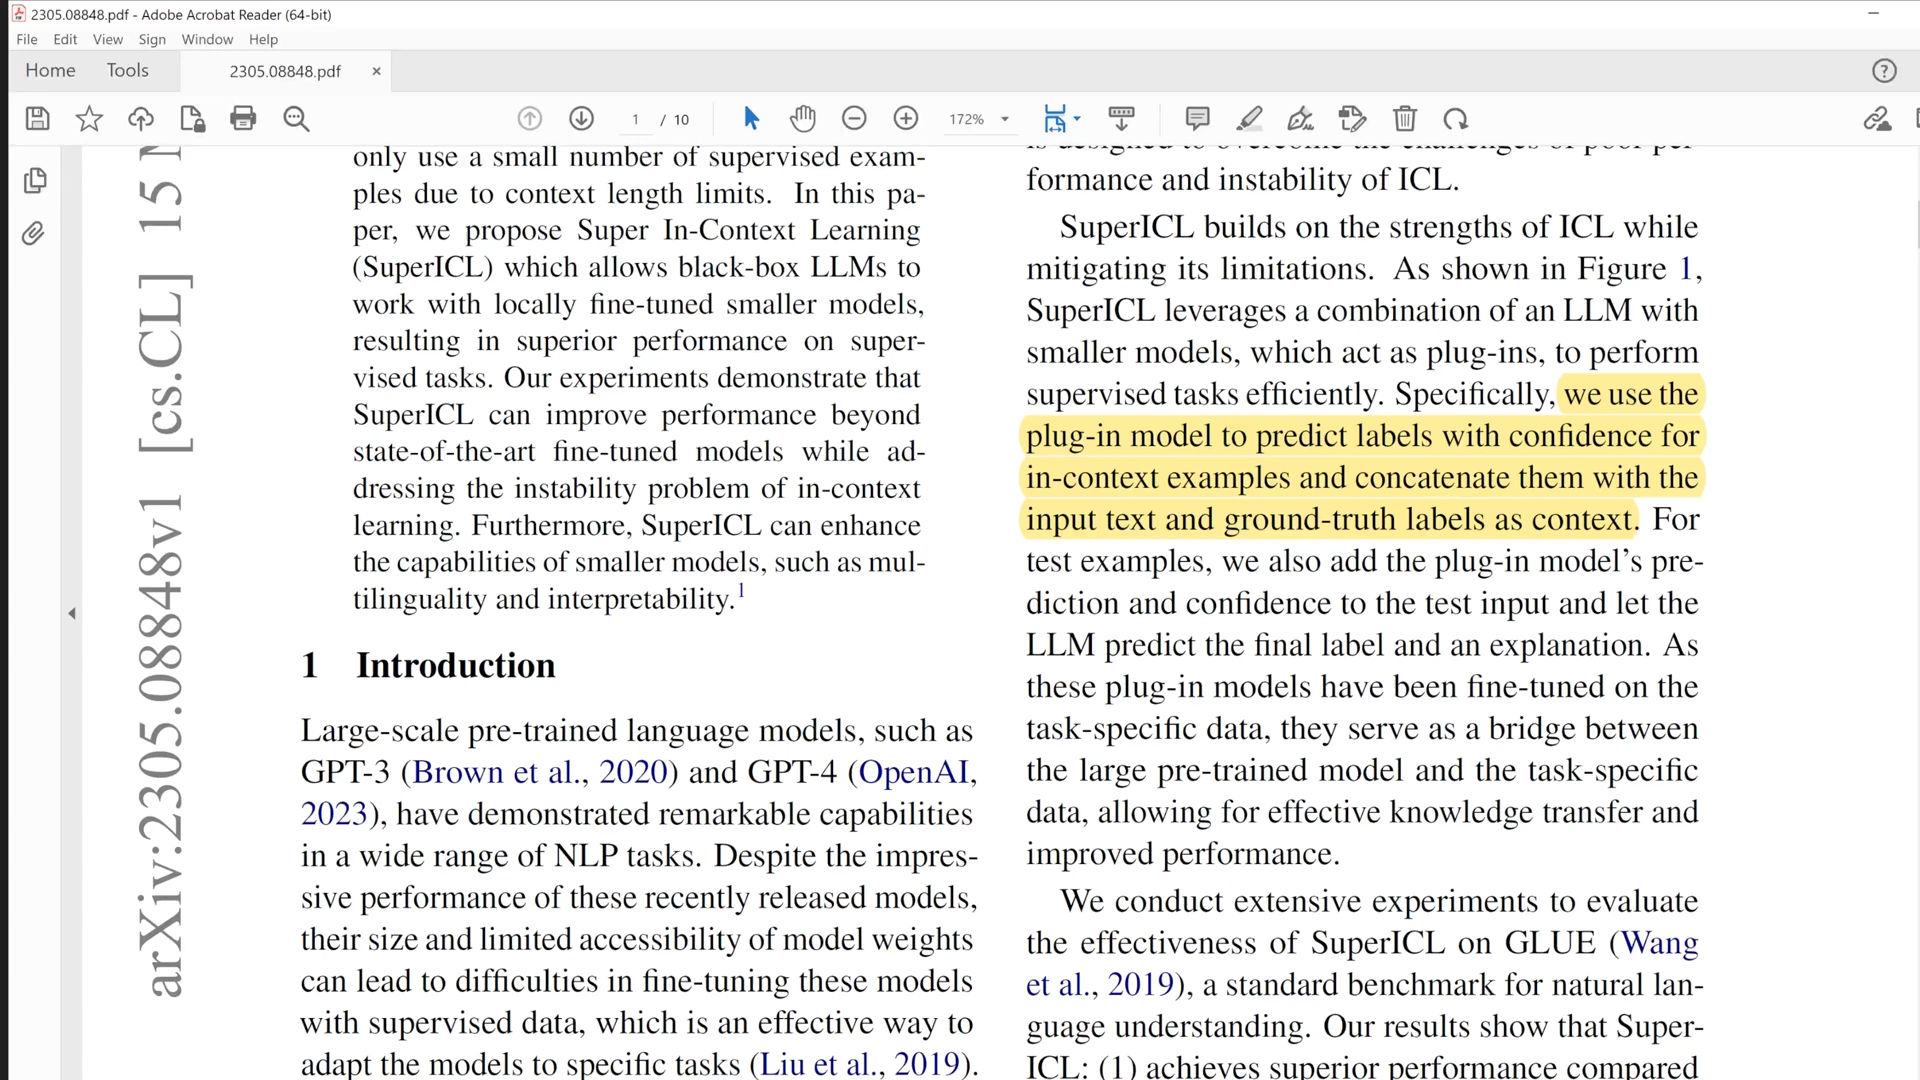 2305.08848.pdf - Adobe Acrobat Reader (64-bit)
File Edit View Sign Window Help
Home Tools 2305.08848.pdf ×
1 / 10 172%
arXiv:2305.08848v1 [cs.CL] 15
only use a small number of supervised exam-
ples due to context length limits. In this pa-
per, we propose Super In-Context Learning
(SuperICL) which allows black-box LLMs to
work with locally fine-tuned smaller models,
resulting in superior performance on super-
vised tasks. Our experiments demonstrate that
SuperICL can improve performance beyond
state-of-the-art fine-tuned models while ad-
dressing the instability problem of in-context
learning. Furthermore, SuperICL can enhance
the capabilities of smaller models, such as mul-
tilinguality and interpretability.1
1 Introduction
Large-scale pre-trained language models, such as
GPT-3 (Brown et al., 2020) and GPT-4 (OpenAI,
2023), have demonstrated remarkable capabilities
in a wide range of NLP tasks. Despite the impres-
sive performance of these recently released models,
their size and limited accessibility of model weights
can lead to difficulties in fine-tuning these models
with supervised data, which is an effective way to
adapt the models to specific tasks (Liu et al., 2019).
is designed to overcome the challenges of poor per-
formance and instability of ICL.
SuperICL builds on the strengths of ICL while
mitigating its limitations. As shown in Figure 1,
SuperICL leverages a combination of an LLM with
smaller models, which act as plug-ins, to perform
supervised tasks efficiently. Specifically, we use the
plug-in model to predict labels with confidence for
in-context examples and concatenate them with the
input text and ground-truth labels as context. For
test examples, we also add the plug-in model’s pre-
diction and confidence to the test input and let the
LLM predict the final label and an explanation. As
these plug-in models have been fine-tuned on the
task-specific data, they serve as a bridge between
the large pre-trained model and the task-specific
data, allowing for effective knowledge transfer and
improved performance.
We conduct extensive experiments to evaluate
the effectiveness of SuperICL on GLUE (Wang
et al., 2019), a standard benchmark for natural lan-
guage understanding. Our results show that Super-
ICL: (1) achieves superior performance compared